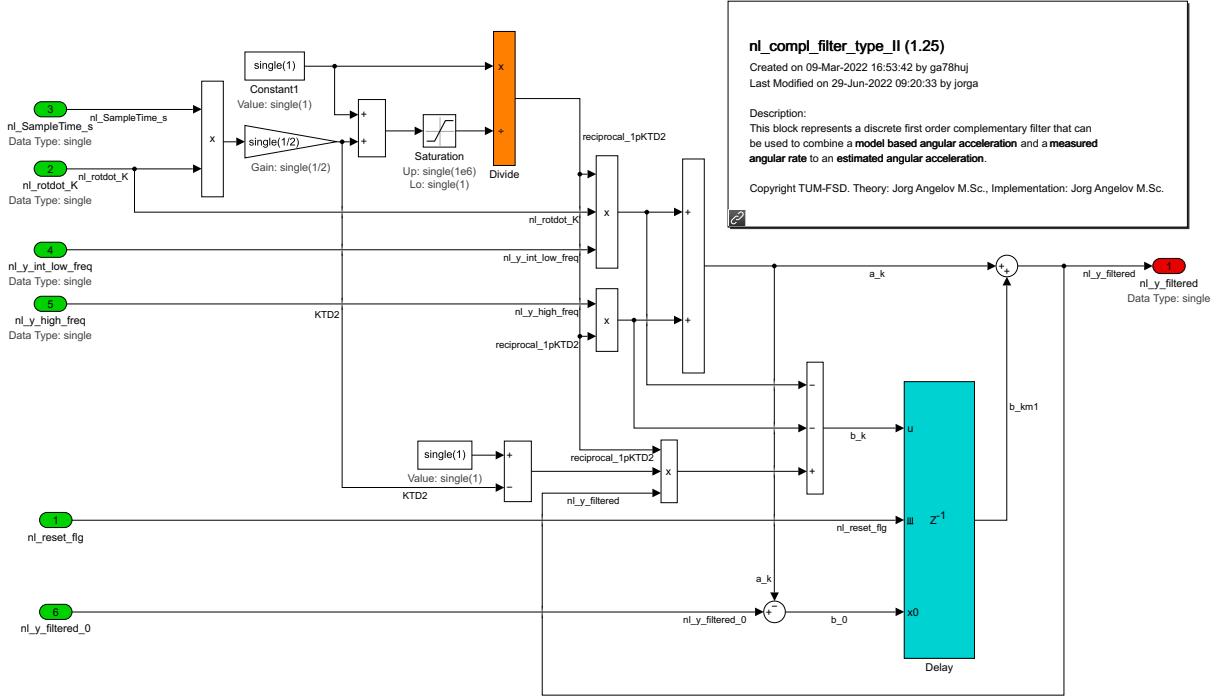 nl_compl_filter_type_II (1.25)
Created on 09-Mar-2022 16:53:42 by ga78huj
Last Modified on 29-Jun-2022 09:20:33 by jorga
Description:
This block represents a discrete first order complementary filter that can
be used to combine a model based angular acceleration and a measured
angular rate to an estimated angular acceleration.
Copyright TUM-FSD. Theory: Jorg Angelov M.Sc., Implementation: Jorg Angelov M.Sc.
single(1)
Constant1
Value: single(1)
3
nl_SampleTime_s
nl_SampleTime_s
Data Type: single
2
nl_rotdot_K
nl_rotdot_K
Data Type: single
x
single(1/2)
Gain: single(1/2)
+
+
Saturation
Up: single(1e6)
Lo: single(1)
x
÷
Divide
reciprocal_1pKTD2
nl_rotdot_K
x
nl_y_int_low_freq
4
nl_y_int_low_freq
Data Type: single
5
nl_y_high_freq
Data Type: single
KTD2
nl_y_high_freq
x
reciprocal_1pKTD2
+
+
a_k
+
+
nl_y_filtered
1
nl_y_filtered
Data Type: single
−
−
+
b_k
b_km1
single(1)
Value: single(1)
+
−
KTD2
reciprocal_1pKTD2
x
nl_y_filtered
1
nl_reset_flg
nl_reset_flg
u
Z-1
x0
Delay
a_k
−
+
6
nl_y_filtered_0
nl_y_filtered_0
b_0